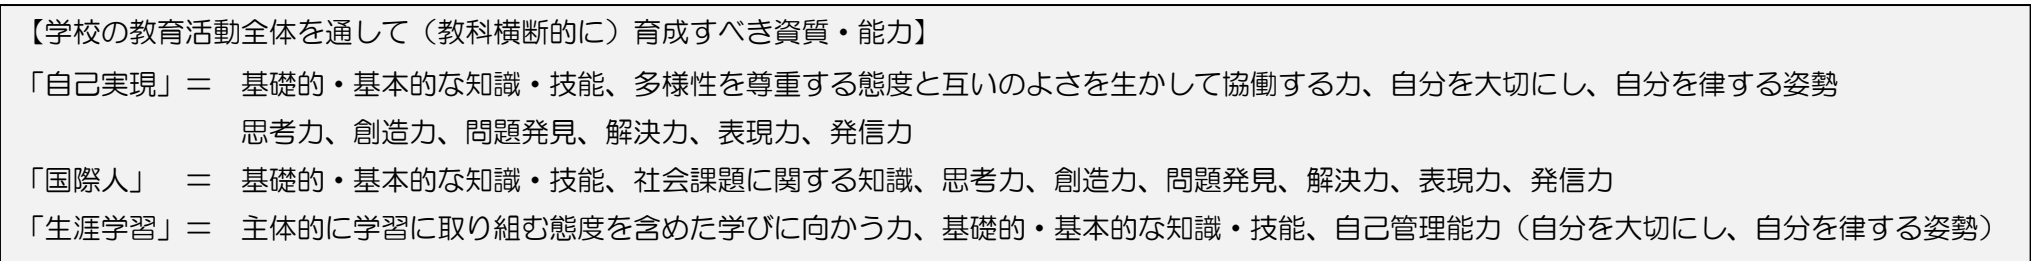 【学校の教育活動全体を通して（教科横断的に）育成すべき資質・能力】
「自己実現」＝　基礎的・基本的な知識・技能、多様性を尊重する態度と互いのよさを生かして協働する力、自分を大切にし、自分を律する姿勢
思考力、創造力、問題発見、解決力、表現力、発信力
「国際人」　＝　基礎的・基本的な知識・技能、社会課題に関する知識、思考力、創造力、問題発見、解決力、表現力、発信力
「生涯学習」＝　主体的に学習に取り組む態度を含めた学びに向かう力、基礎的・基本的な知識・技能、自己管理能力（自分を大切にし、自分を律する姿勢）